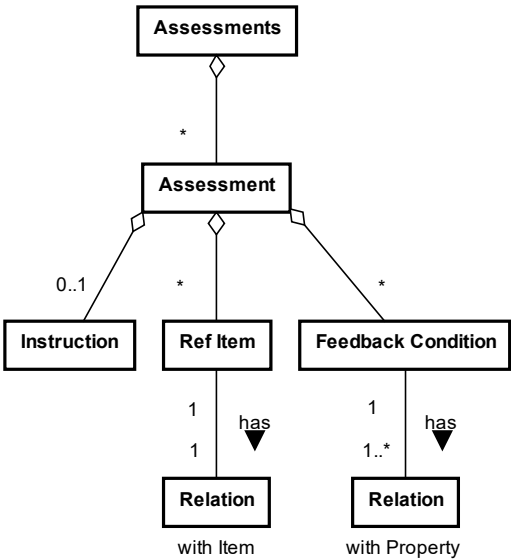 Assessments
*
Assessment
0..1
*
*
Instruction
Ref Item
Feedback Condition
1
has
1
has
1
1..*
Relation
Relation
with Item
with Property